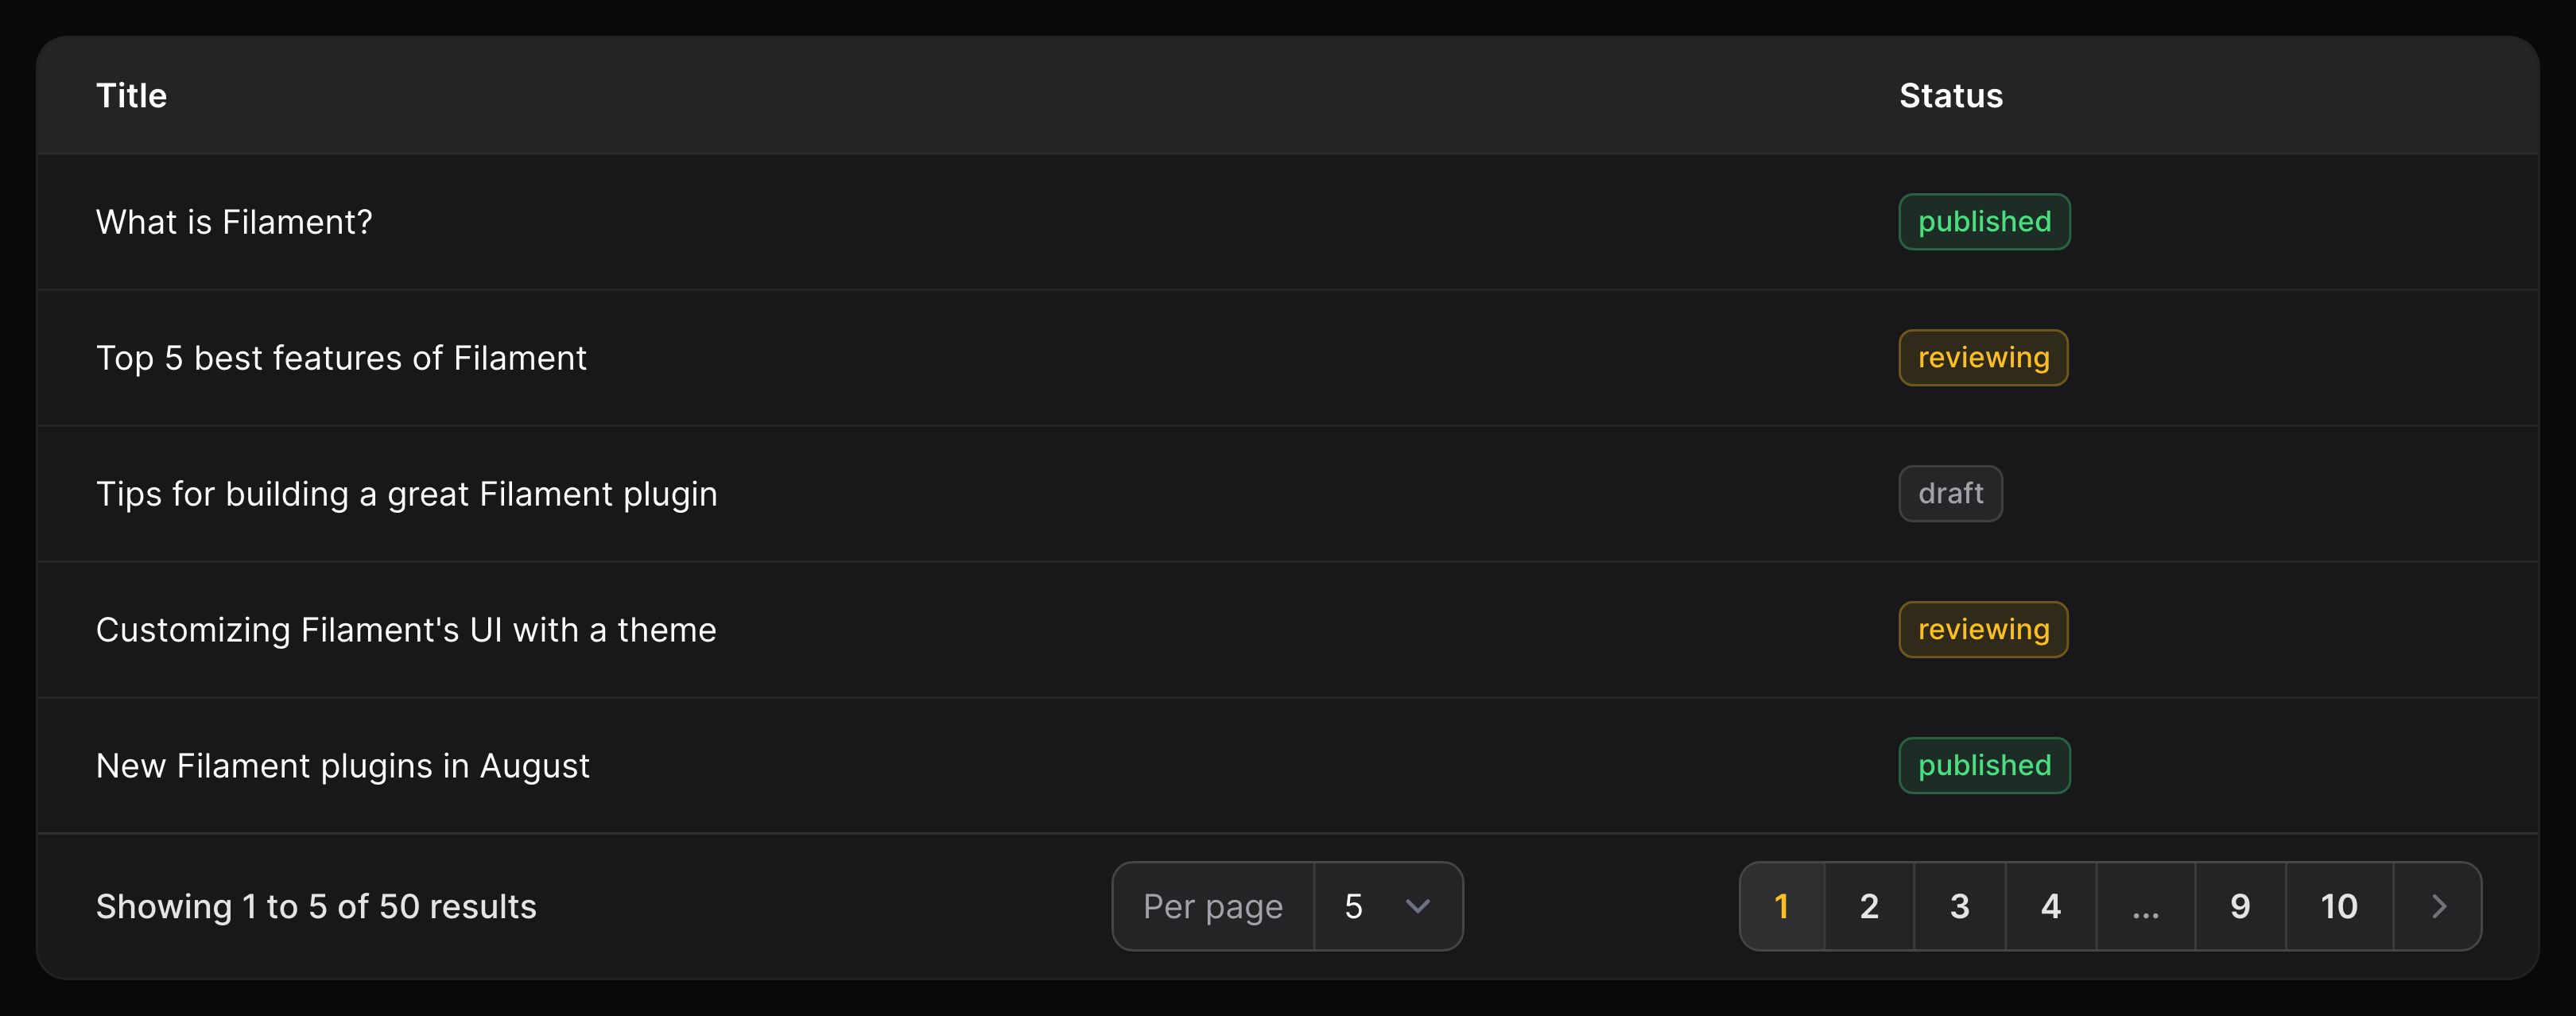 Title Status
What is Filament? published
Top 5 best features of Filament reviewing
Tips for building a great Filament plugin draft
Customizing Filament's UI with a theme reviewing
New Filament plugins in August published
Showing 1 to 5 of 50 results Per page 5 1 2 3 4 ... 9 10